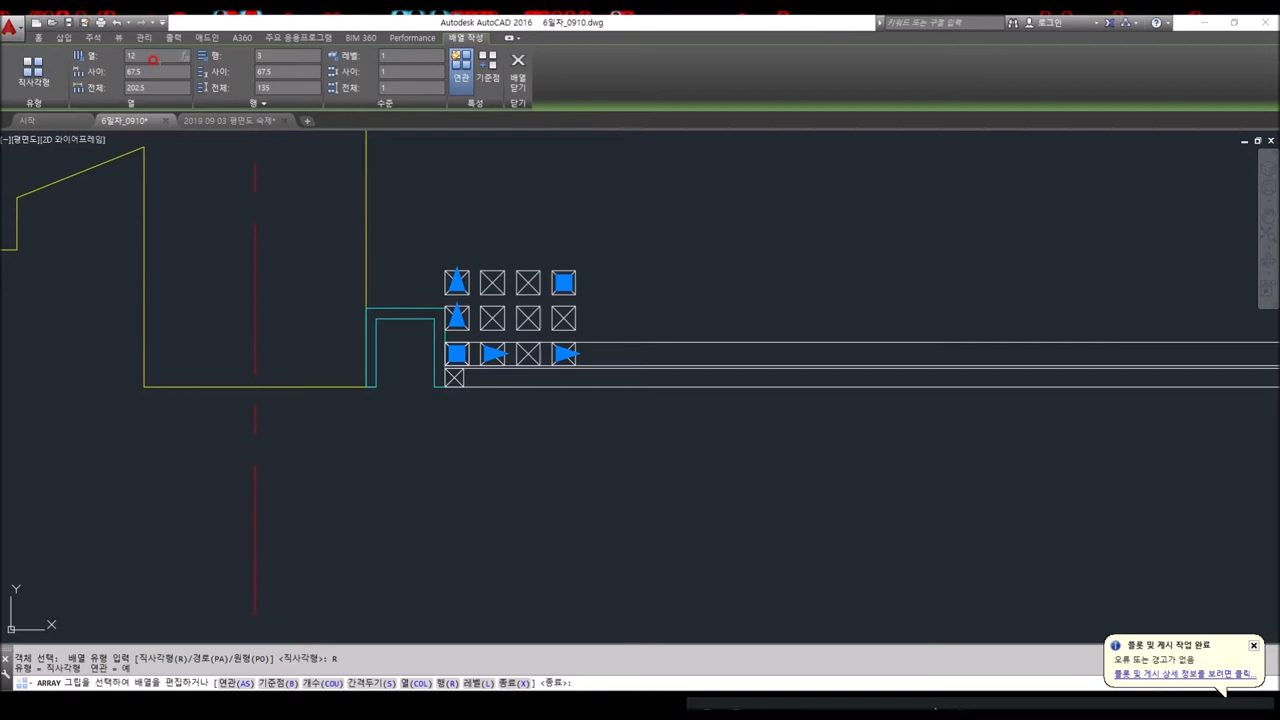 Autodesk AutoCAD 2016 6일차_0910.dwg
키워드 또는 구절 입력
로그인
홈 삽입 주석 뷰 관리 출력 애드인 A360 주요 응용프로그램 BIM 360 Performance 배열 작성
열: 12 행: 3 레벨: 1
사이: 67.5 사이: 67.5 사이: 1
전체: 202.5 전체: 135 전체: 1
직사각형
연관 기준점 배열 닫기
유형 열 행 수준 특성 닫기
시작 6일차_0910* 2019 09 03 평면도 숙제*
[−][평면도][2D 와이어프레임]
Y
X
플롯 및 게시 작업 완료
오류 또는 경고가 없음
플롯 및 게시 상세 정보를 보려면 클릭...
객체 선택: 배열 유형 입력 [직사각형(R)/경로(PA)/원형(PO)] <직사각형>: R
유형 = 직사각형 연관 = 예
ARRAY 그립을 선택하여 배열을 편집하거나 [연관(AS) 기준점(B) 개수(COU) 간격두기(S) 열(COL) 행(R) 레벨(L) 종료(X)] <종료>: